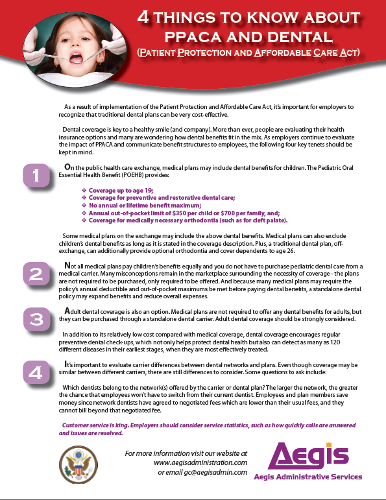 4 THINGS TO KNOW ABOUT
PPACA AND DENTAL
(PATIENT PROTECTION AND AFFORDABLE CARE ACT)
As a result of implementation of the Patient Protection and Affordable Care Act, it's important for employers to
recognize that traditional dental plans can be very cost-effective.
Dental coverage is key to a healthy smile (and company). More than ever, people are evaluating their health
insurance options and many are wondering how dental benefits fit in the mix. As employers continue to evaluate
the impact of PPACA and communicate benefit structures to employees, the following four key tenets should be
kept in mind.
1
On the public health care exchange, medical plans may include dental benefits for children. The Pediatric Oral
Essential Health Benefit (POEHB) provides:
❖ Coverage up to age 19;
❖ Coverage for preventive and restorative dental care;
❖ No annual or lifetime benefit maximum;
❖ Annual out-of-pocket limit of $350 per child or $700 per family, and;
❖ Coverage for medically necessary orthodontia (such as for cleft palate).
Some medical plans on the exchange may include the above dental benefits. Medical plans can also exclude
children's dental benefits as long as it is stated in the coverage description. Plus, a traditional dental plan, off-
exchange, can additionally provide optional orthodontia and cover dependents to age 26.
2
Not all medical plans pay children's benefits equally and you do not have to purchase pediatric dental care from a
medical carrier. Many misconceptions remain in the marketplace surrounding the necessity of coverage - the plans
are not required to be purchased, only required to be offered. And because many medical plans may require the
policy's annual deductible and out-of-pocket maximums be met before paying dental benefits, a standalone dental
policy may expand benefits and reduce overall expenses.
3
Adult dental coverage is also an option. Medical plans are not required to offer any dental benefits for adults, but
they can be purchased through a standalone dental carrier. Adult dental coverage should be strongly considered.
In addition to its relatively low cost compared with medical coverage, dental coverage encourages regular
preventive dental check-ups, which not only helps protect dental health but also can detect as many as 120
different diseases in their earliest stages, when they are most effectively treated.
4
It's important to evaluate carrier differences between dental networks and plans. Even though coverage may be
similar between different carriers, there are still differences to consider. Some questions to ask include:
Which dentists belong to the network(s) offered by the carrier or dental plan? The larger the network, the greater
the chance that employees won't have to switch from their current dentist. Employees and plan members save
money since network dentists have agreed to negotiated fees which are lower than their usual fees, and they
cannot bill beyond that negotiated fee.
Customer service is king. Employers should consider service statistics, such as how quickly calls are answered
and issues are resolved.
For more information visit our website at
www.aegisadministration.com
or email go@aegisadmin.com
Aegis
Aegis Administrative Services